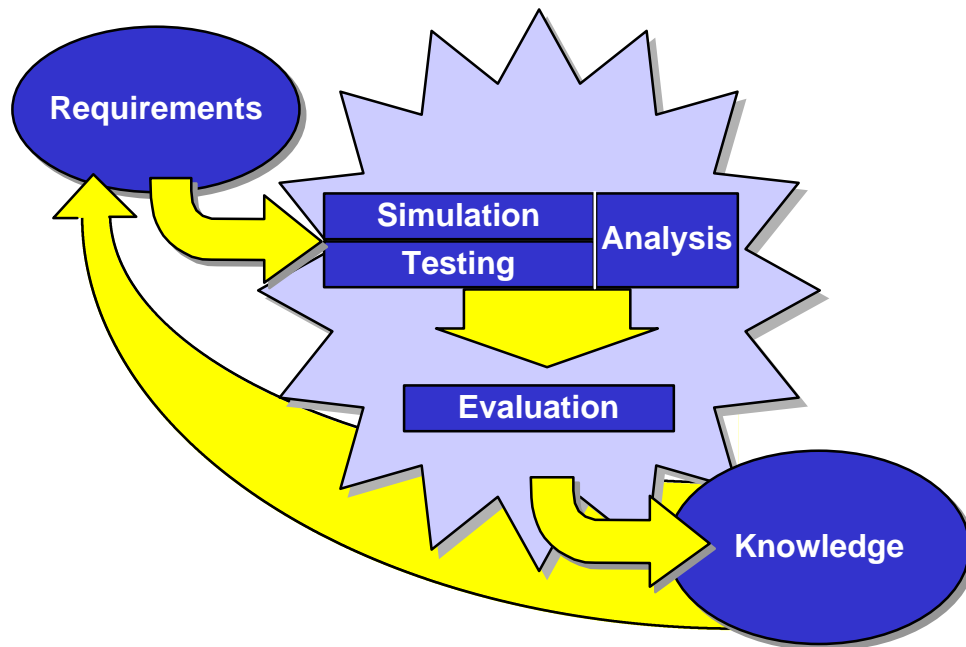 Requirements
Simulation
Analysis
Testing
Evaluation
Knowledge